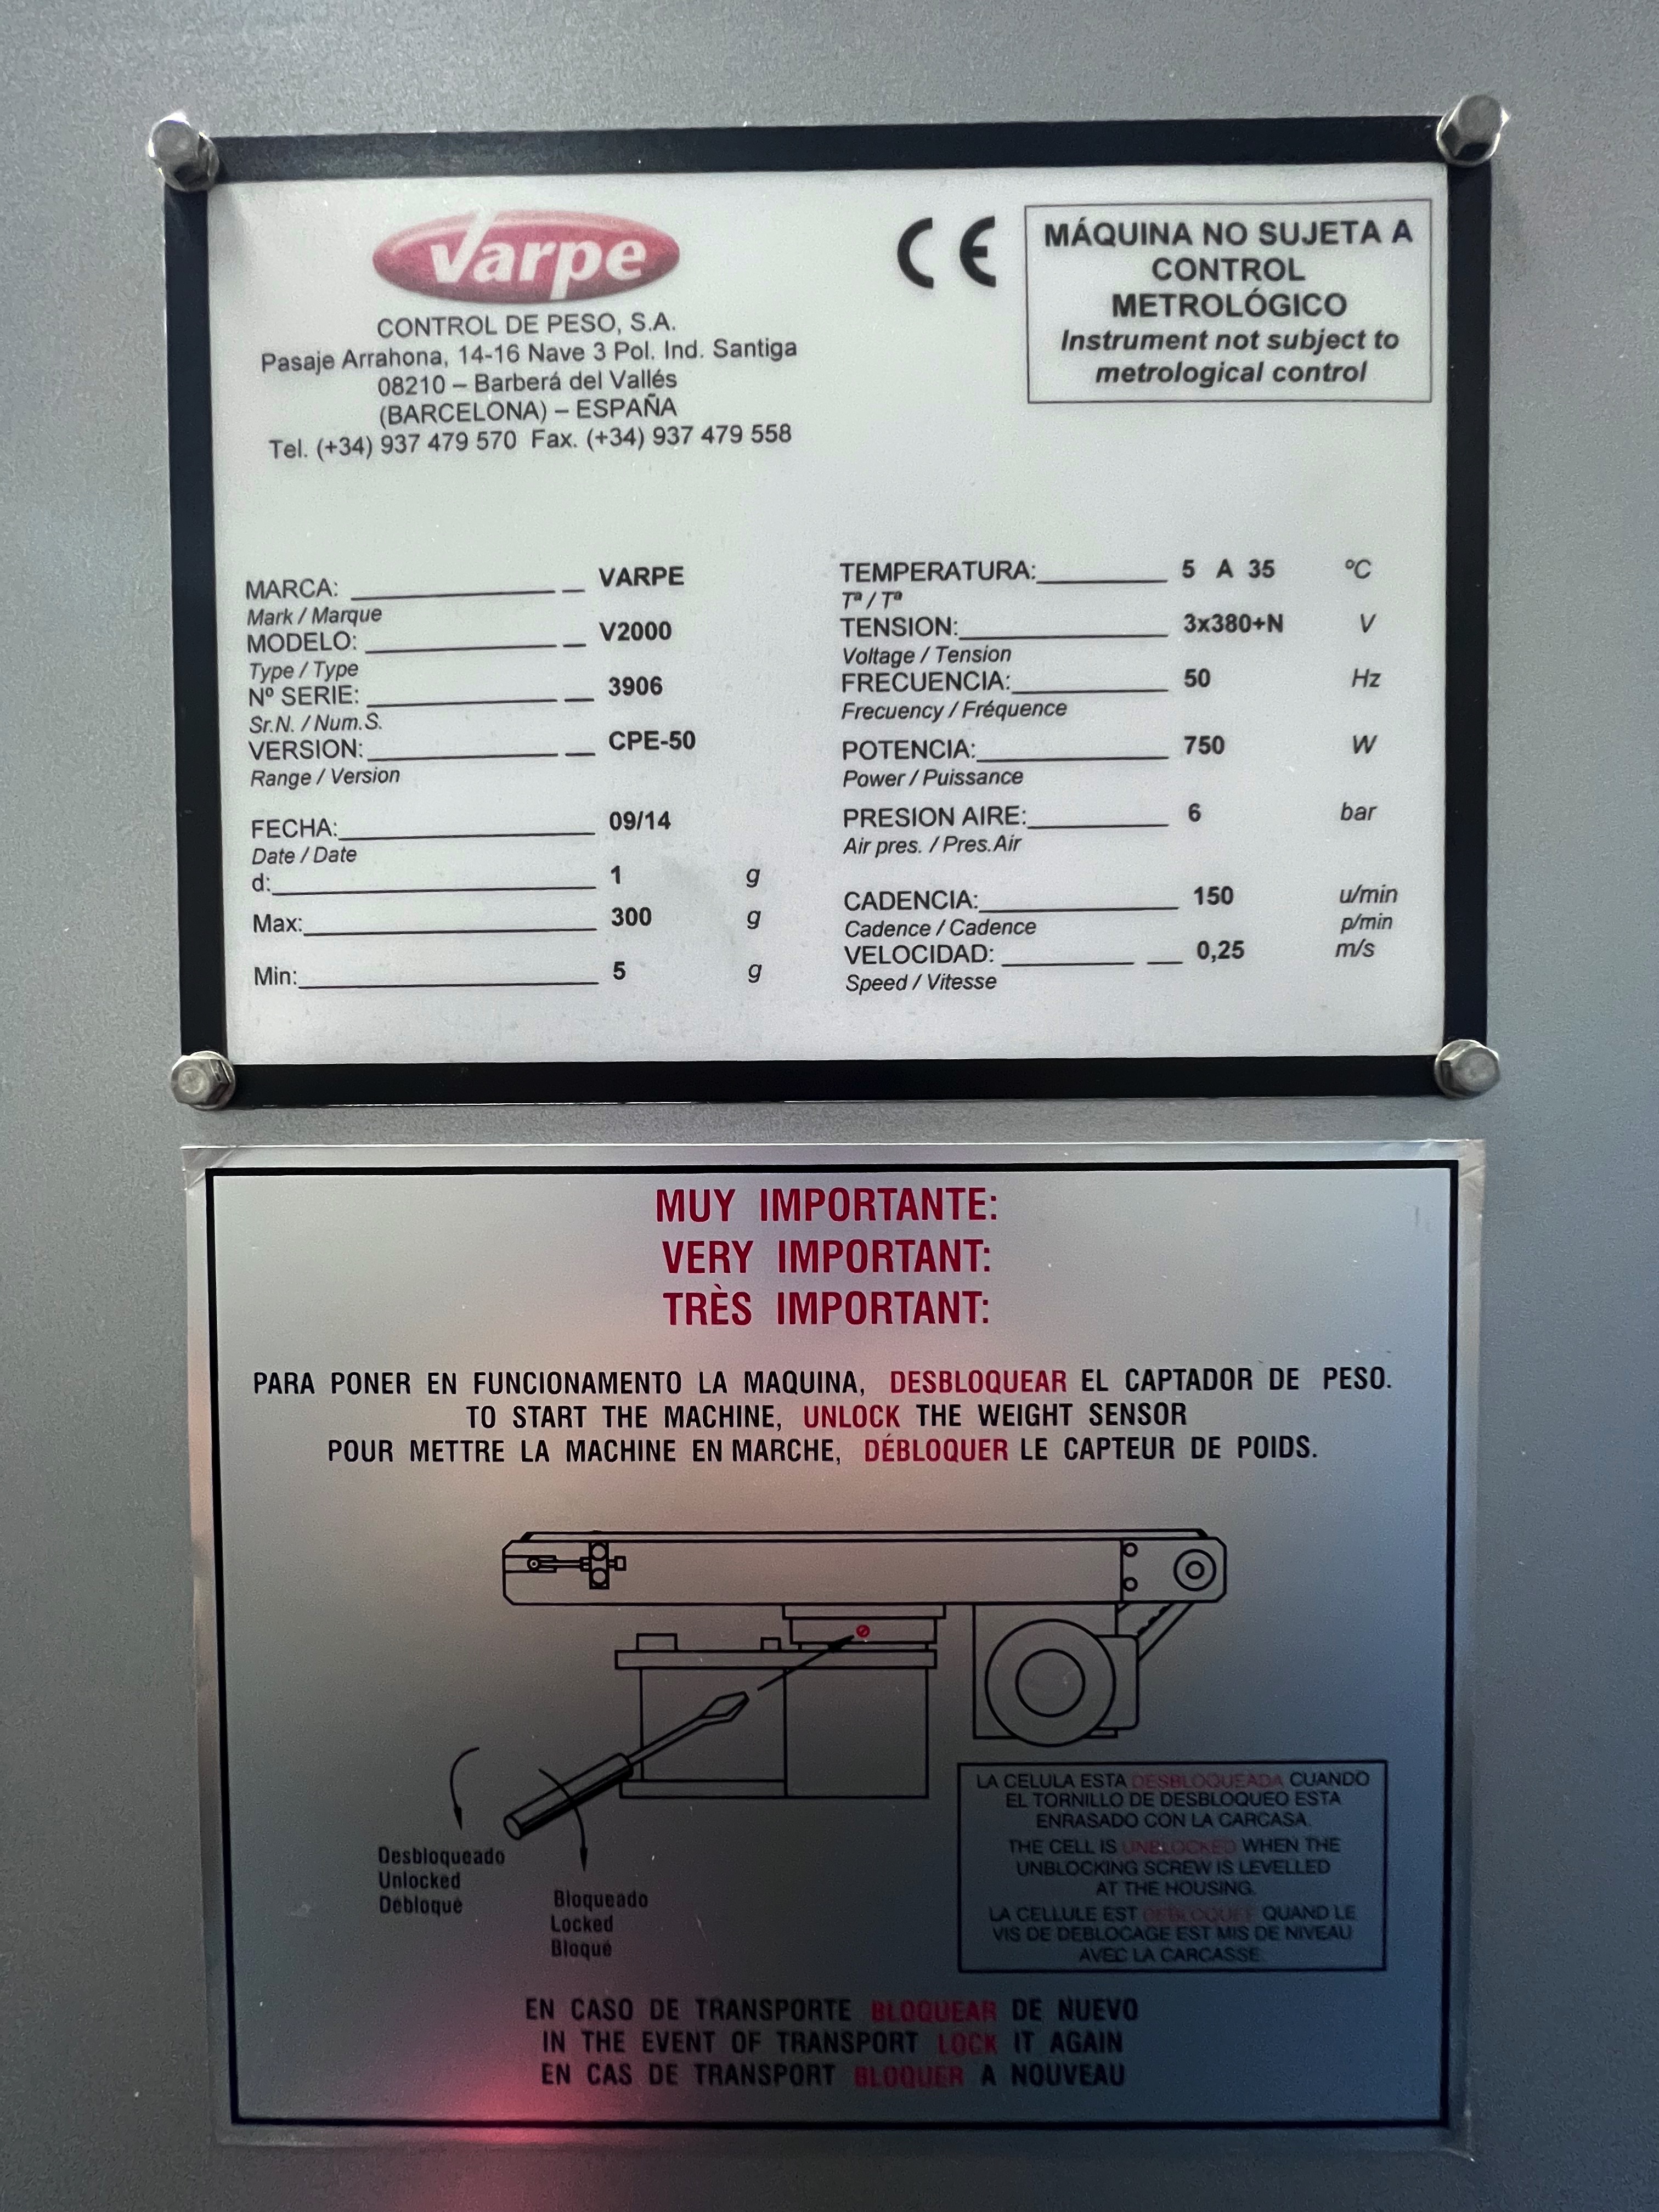 varpe
CONTROL DE PESO, S.A.
Pasaje Arrahona, 14-16 Nave 3 Pol. Ind. Santiga
08210 – Barberá del Vallés
(BARCELONA) – ESPAÑA
Tel. (+34) 937 479 570 Fax. (+34) 937 479 558
CE
MÁQUINA NO SUJETA A
CONTROL
METROLÓGICO
Instrument not subject to
metrological control
MARCA: VARPE
Mark / Marque
MODELO: V2000
Type / Type
Nº SERIE: 3906
Sr.N. / Num.S.
VERSION: CPE-50
Range / Version
FECHA: 09/14
Date / Date
d: 1 g
Max: 300 g
Min: 5 g
TEMPERATURA: 5 A 35 ºC
Tª / Tª
TENSION: 3x380+N V
Voltage / Tension
FRECUENCIA: 50 Hz
Frecuency / Fréquence
POTENCIA: 750 W
Power / Puissance
PRESION AIRE: 6 bar
Air pres. / Pres.Air
CADENCIA: 150 u/min
Cadence / Cadence p/min
VELOCIDAD: 0,25 m/s
Speed / Vitesse
MUY IMPORTANTE:
VERY IMPORTANT:
TRÈS IMPORTANT:
PARA PONER EN FUNCIONAMENTO LA MAQUINA, DESBLOQUEAR EL CAPTADOR DE PESO.
TO START THE MACHINE, UNLOCK THE WEIGHT SENSOR
POUR METTRE LA MACHINE EN MARCHE, DÉBLOQUER LE CAPTEUR DE POIDS.
Desbloqueado
Unlocked
Débloqué
Bloqueado
Locked
Bloqué
LA CELULA ESTA DESBLOQUEADA CUANDO
EL TORNILLO DE DESBLOQUEO ESTA
ENRASADO CON LA CARCASA.
THE CELL IS UNBLOCKED WHEN THE
UNBLOCKING SCREW IS LEVELLED
AT THE HOUSING.
LA CELLULE EST DEBLOQUEE QUAND LE
VIS DE DEBLOCAGE EST MIS DE NIVEAU
AVEC LA CARCASSE.
EN CASO DE TRANSPORTE BLOQUEAR DE NUEVO
IN THE EVENT OF TRANSPORT LOCK IT AGAIN
EN CAS DE TRANSPORT BLOQUER A NOUVEAU